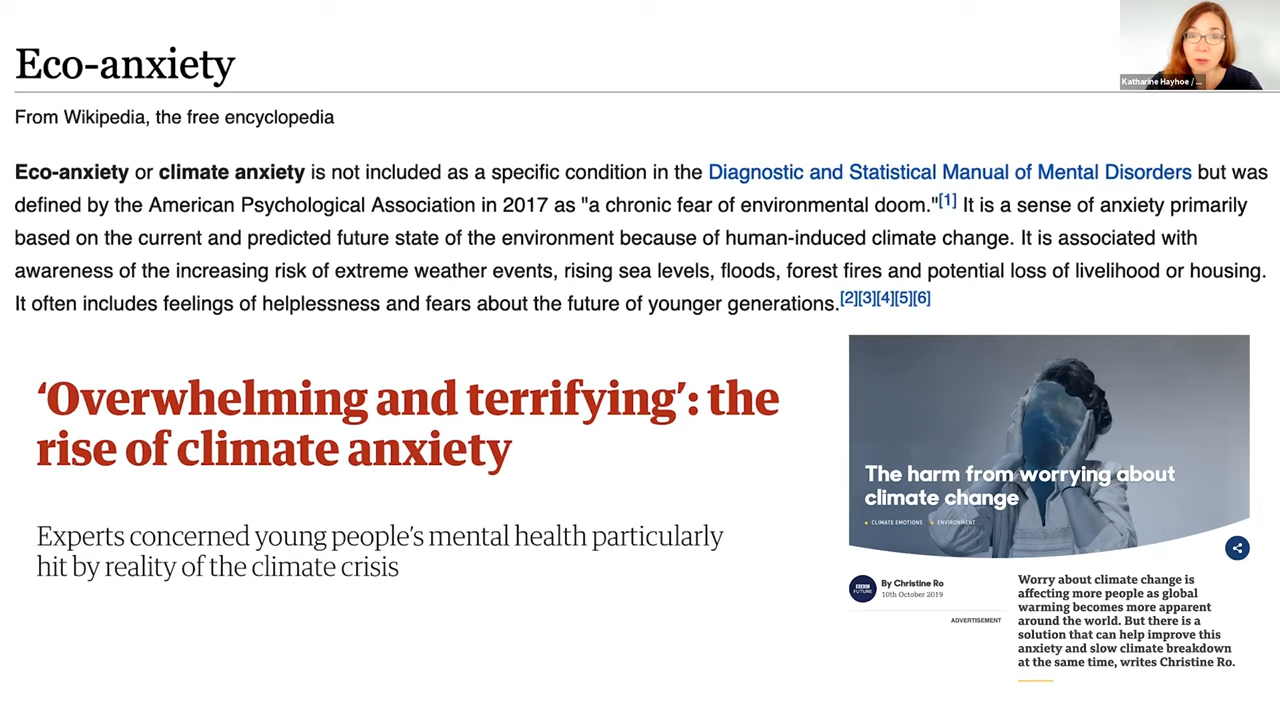 Eco-anxiety
Katharine Hayhoe / ...
From Wikipedia, the free encyclopedia
Eco-anxiety or climate anxiety is not included as a specific condition in the Diagnostic and Statistical Manual of Mental Disorders but was
defined by the American Psychological Association in 2017 as "a chronic fear of environmental doom."[1] It is a sense of anxiety primarily
based on the current and predicted future state of the environment because of human-induced climate change. It is associated with
awareness of the increasing risk of extreme weather events, rising sea levels, floods, forest fires and potential loss of livelihood or housing.
It often includes feelings of helplessness and fears about the future of younger generations.[2][3][4][5][6]
‘Overwhelming and terrifying’: the
rise of climate anxiety
Experts concerned young people’s mental health particularly
hit by reality of the climate crisis
The harm from worrying about
climate change
CLIMATE EMOTIONS ENVIRONMENT
BBC
FUTURE
By Christine Ro
10th October 2019
ADVERTISEMENT
Worry about climate change is
affecting more people as global
warming becomes more apparent
around the world. But there is a
solution that can help improve this
anxiety and slow climate breakdown
at the same time, writes Christine Ro.